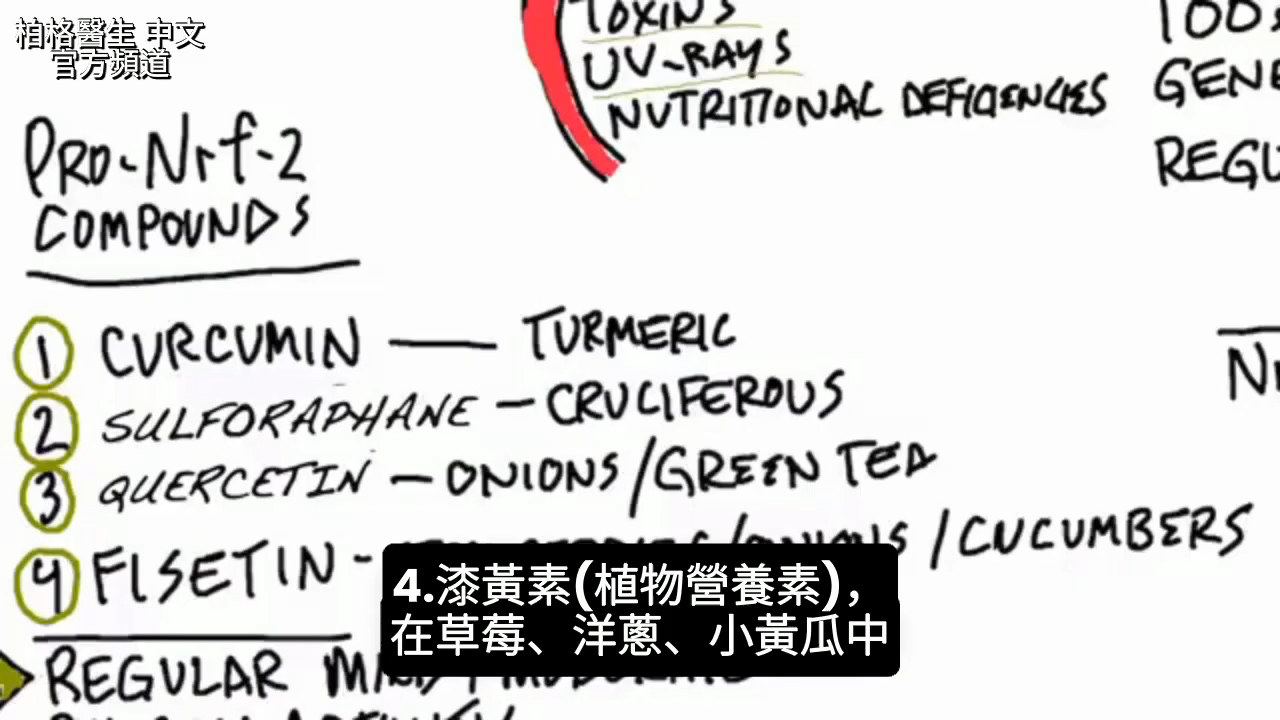 柏格醫生 中文
官方頻道
TOXINS
UV-RAYS
NUTRITIONAL DEFICIENCIES
PRO-Nrf-2
COMPOUNDS
1 CURCUMIN — TURMERIC
2 SULFORAPHANE — CRUCIFEROUS
3 QUERCETIN — ONIONS/GREEN TEA
4 FISETIN - /CUCUMBERS
4.漆黃素(植物營養素)，
在草莓、洋蔥、小黃瓜中
REGULAR